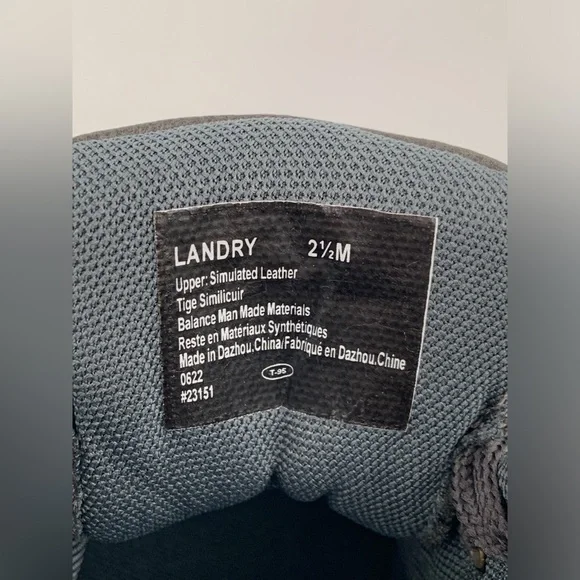 LANDRY 2½M
Upper: Simulated Leather
Tige Similicuir
Balance Man Made Materials
Reste en Matériaux Synthétiques
Made in Dazhou.China/Fabriqué en Dazhou.Chine
0622 T-95
#23151